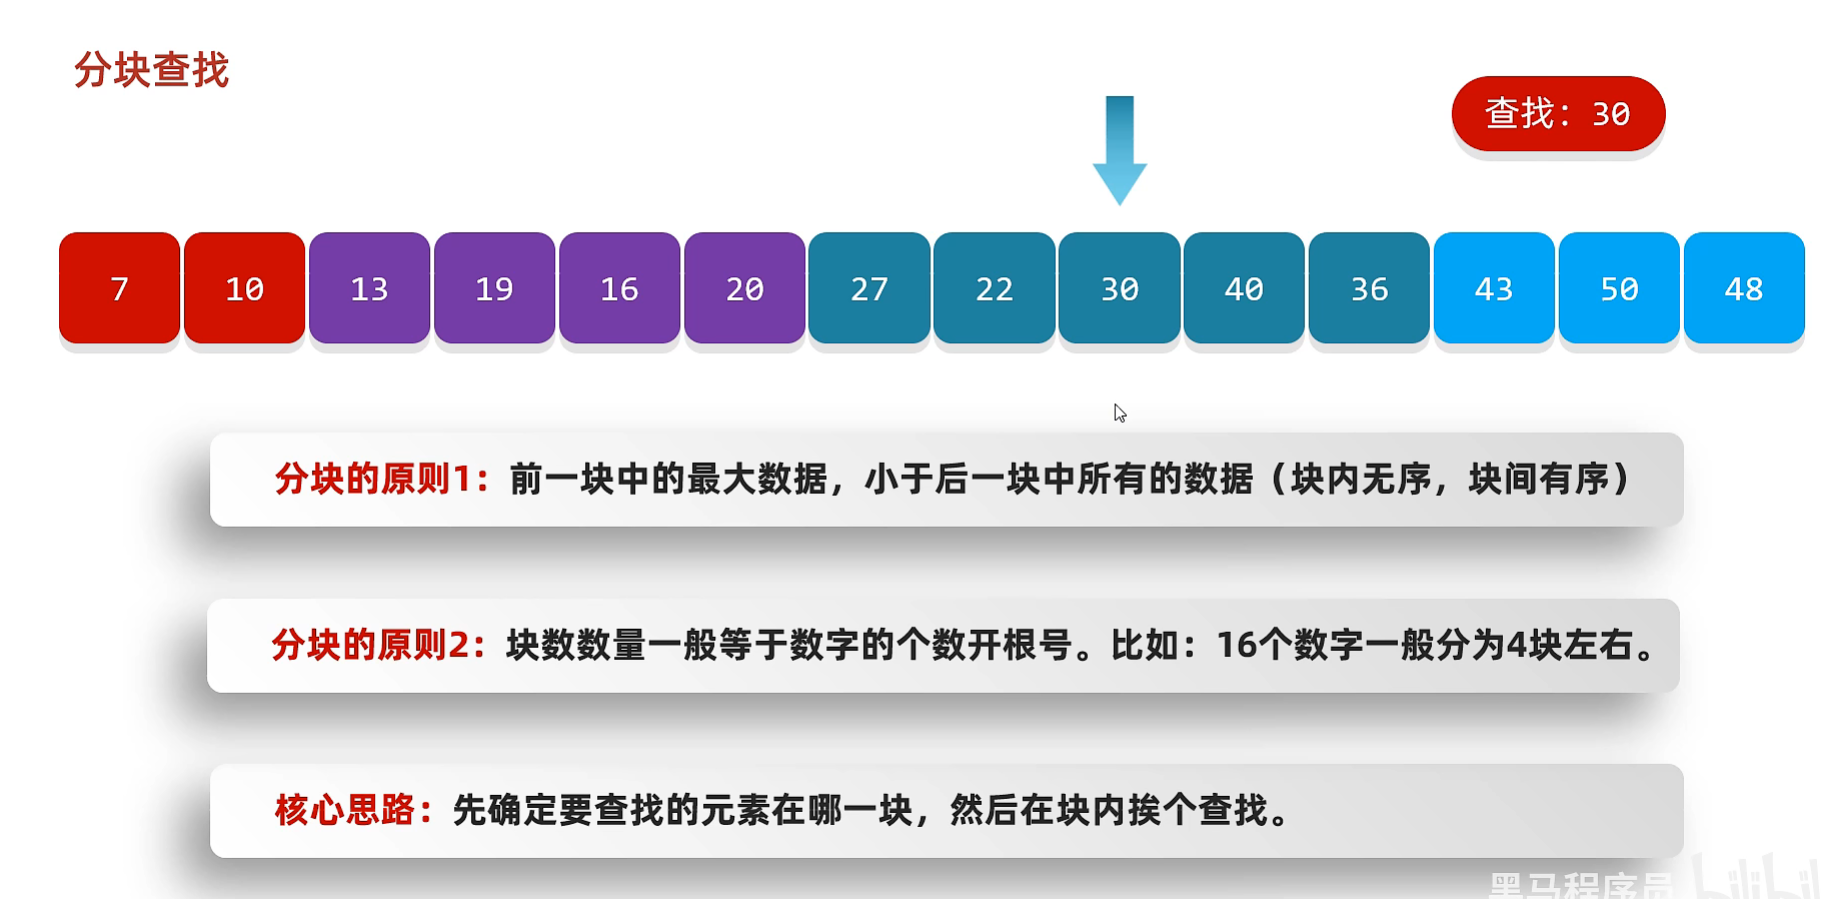 分块查找
查找：30
7 10 13 19 16 20 27 22 30 40 36 43 50 48
分块的原则1：前一块中的最大数据，小于后一块中所有的数据（块内无序，块间有序）
分块的原则2：块数数量一般等于数字的个数开根号。比如：16个数字一般分为4块左右。
核心思路：先确定要查找的元素在哪一块，然后在块内挨个查找。
黑马程序员 bilibili